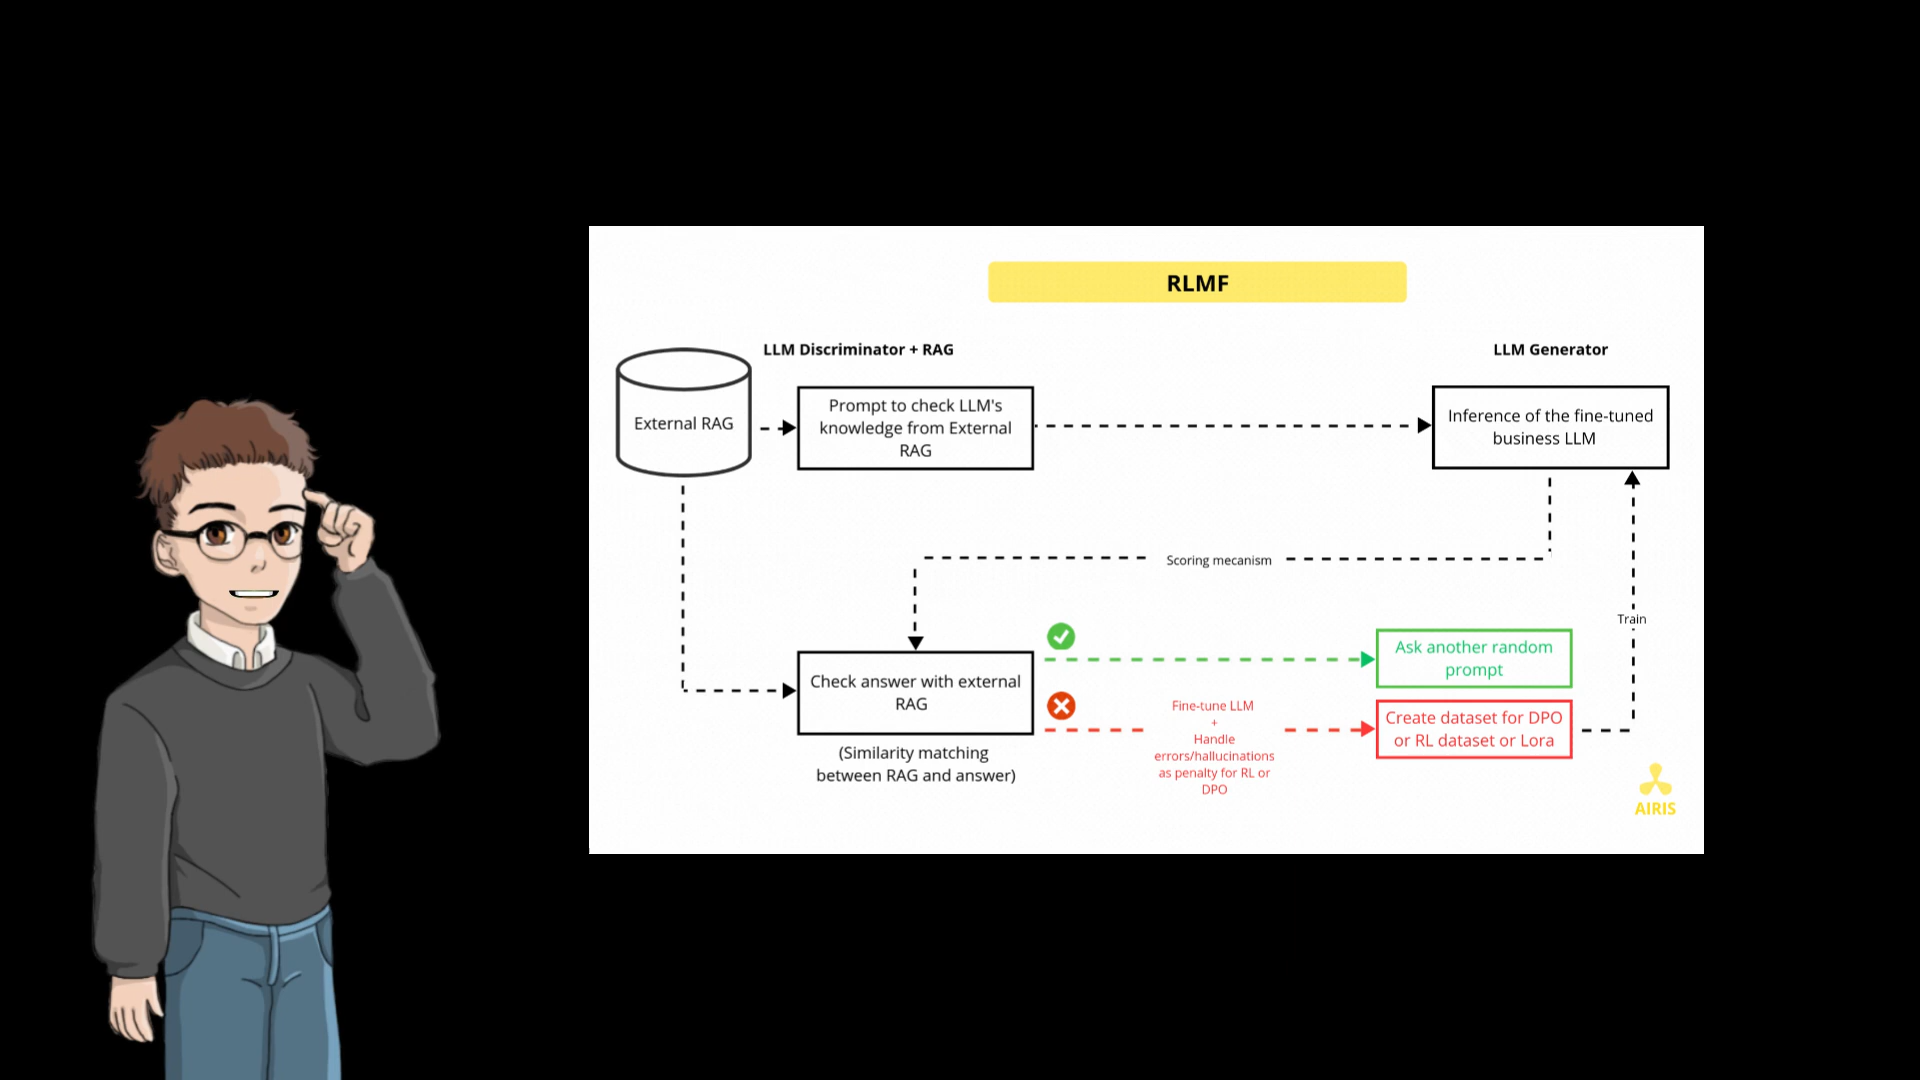 RLMF
LLM Discriminator + RAG
LLM Generator
External RAG
Prompt to check LLM's
knowledge from External
RAG
Inference of the fine-tuned
business LLM
Scoring mecanism
Train
Check answer with external
RAG
(Similarity matching
between RAG and answer)
Ask another random
prompt
Fine-tune LLM
+
Handle
errors/hallucinations
as penalty for RL or
DPO
Create dataset for DPO
or RL dataset or Lora
AIRIS